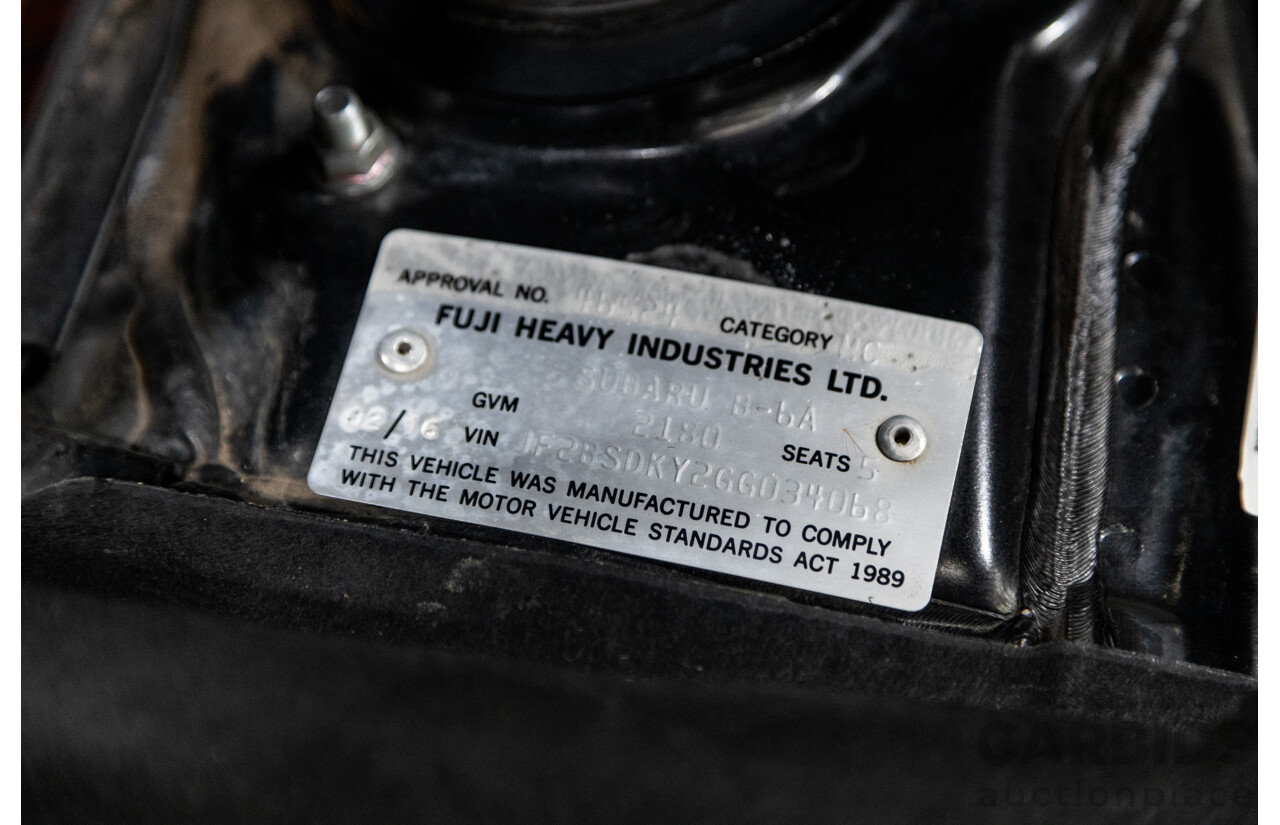 APPROVAL NO. CATEGORY MC
FUJI HEAVY INDUSTRIES LTD.
SUBARU B-6A
GVM 2180
02/16 VIN JF2BSDKY2GG034068 SEATS 5
THIS VEHICLE WAS MANUFACTURED TO COMPLY
WITH THE MOTOR VEHICLE STANDARDS ACT 1989
CARBIDS
auctionplace